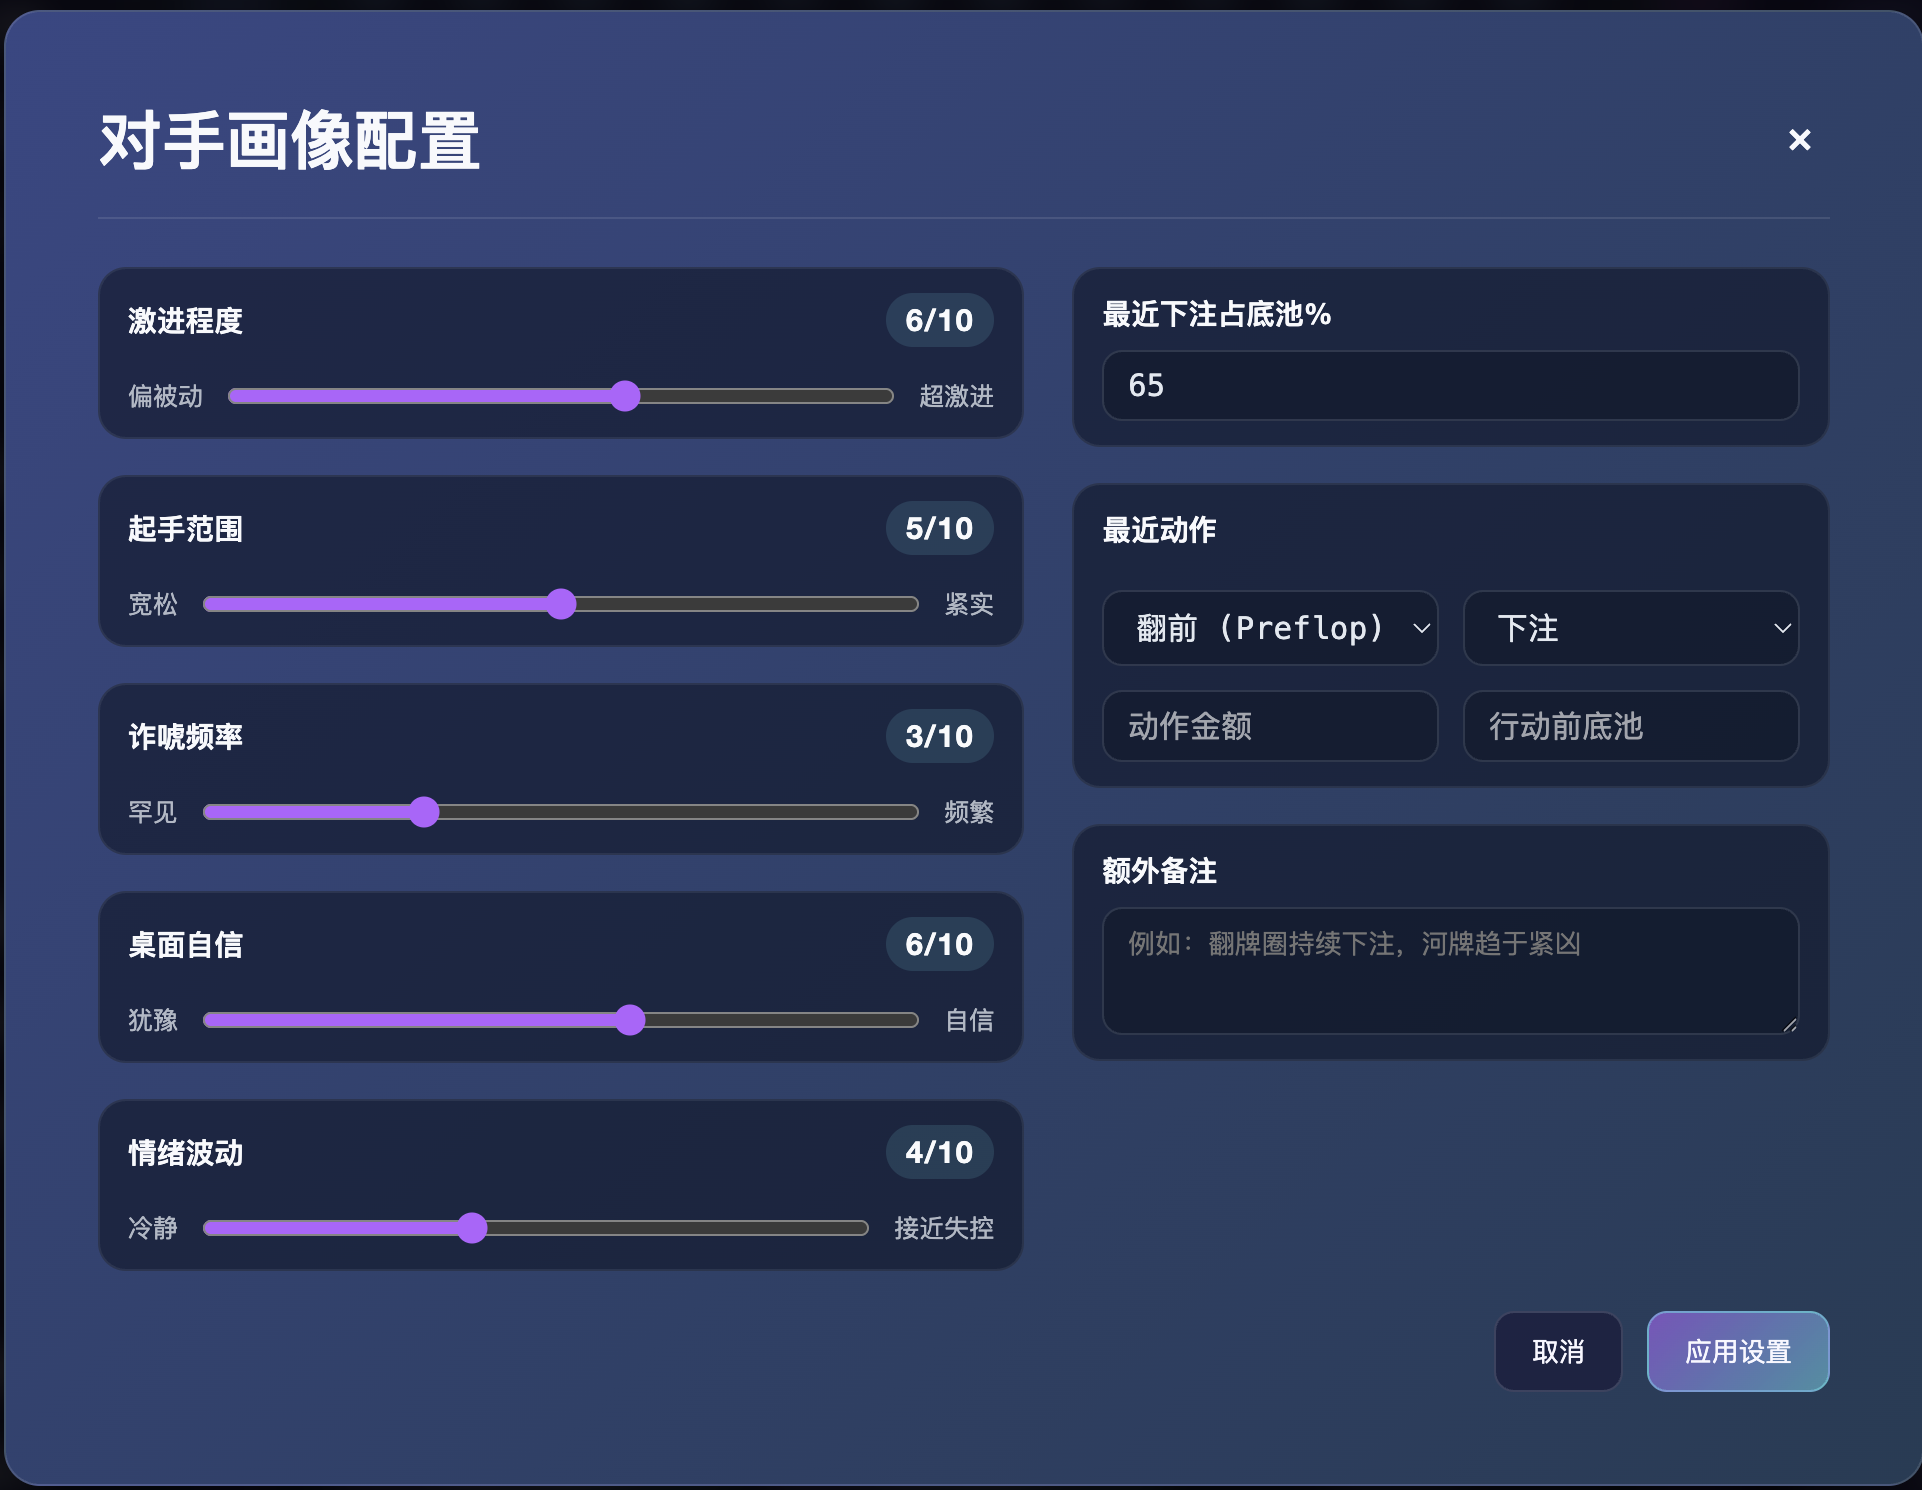 对手画像配置
×
激进程度
6/10
偏被动
超激进
起手范围
5/10
宽松
紧实
诈唬频率
3/10
罕见
频繁
桌面自信
6/10
犹豫
自信
情绪波动
4/10
冷静
接近失控
最近下注占底池%
65
最近动作
翻前 (Preflop)
下注
动作金额
行动前底池
额外备注
例如：翻牌圈持续下注，河牌趋于紧凶
取消
应用设置